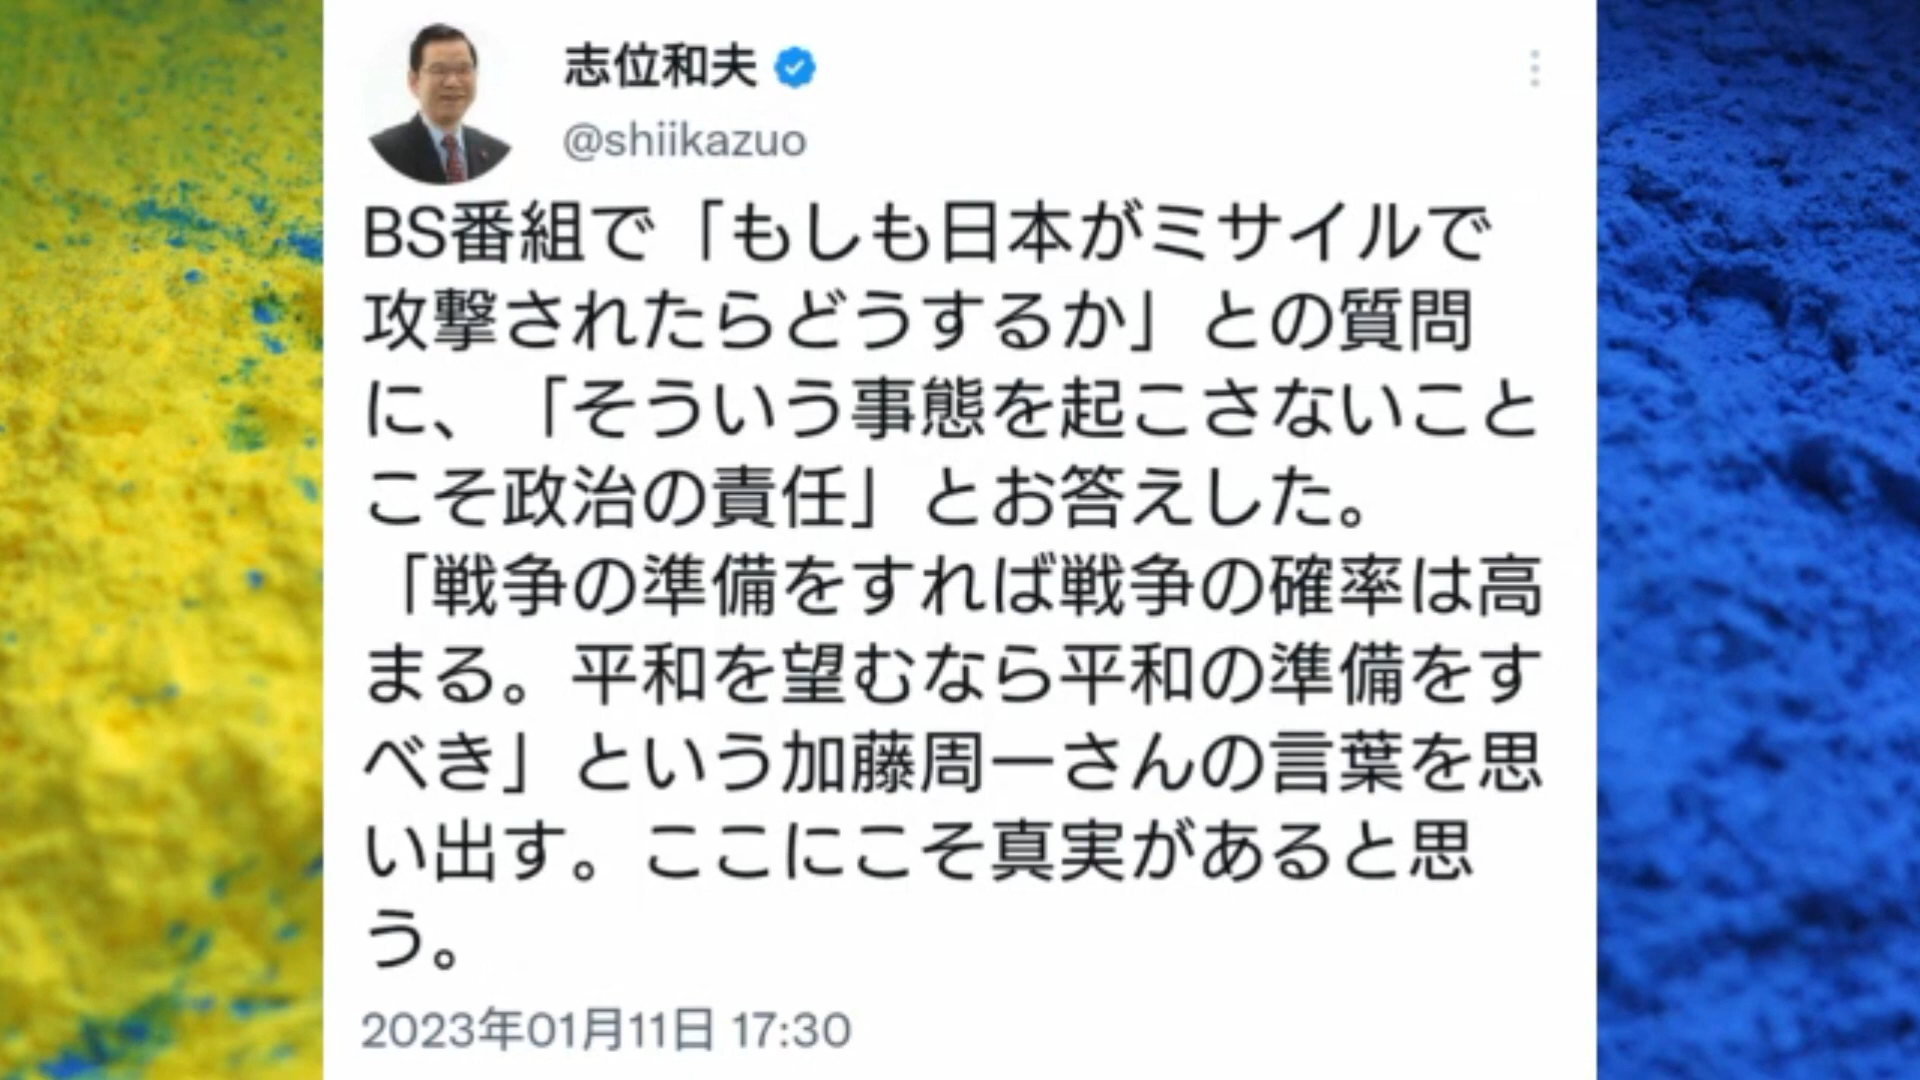 志位和夫
@shiikazuo
BS番組で「もしも日本がミサイルで
攻撃されたらどうするか」との質問
に、「そういう事態を起こさないこと
こそ政治の責任」とお答えした。
「戦争の準備をすれば戦争の確率は高
まる。平和を望むなら平和の準備をす
べき」という加藤周一さんの言葉を思
い出す。ここにこそ真実があると思
う。
2023年01月11日 17:30